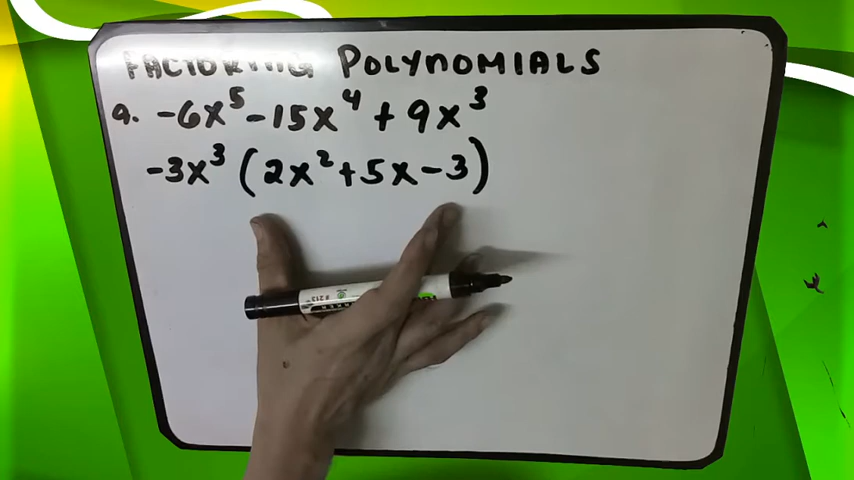 FACTORING POLYNOMIALS
a. -6x⁵ - 15x⁴ + 9x³
-3x³ (2x² + 5x - 3)